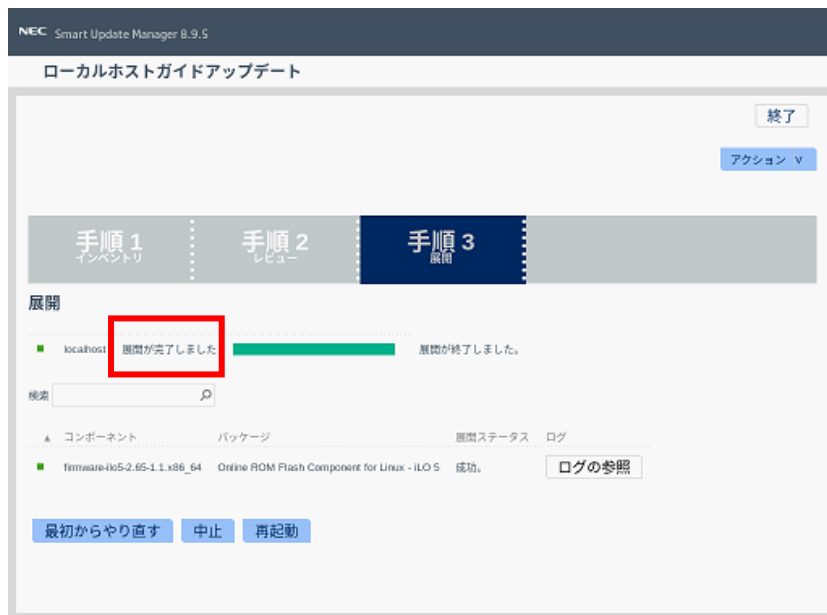 NEC Smart Update Manager 8.9.5
ローカルホストガイドアップデート
終了
アクション ∨
手順 1 手順 2 手順 3
インベントリ レビュー 展開
展開
localhost 展開が完了しました 展開が終了しました。
検索
▲ コンポーネント パッケージ 展開ステータス ログ
firmware-ilo5-2.65-1.1.x86_64 Online ROM Flash Component for Linux - iLO 5 成功。 ログの参照
最初からやり直す 中止 再起動